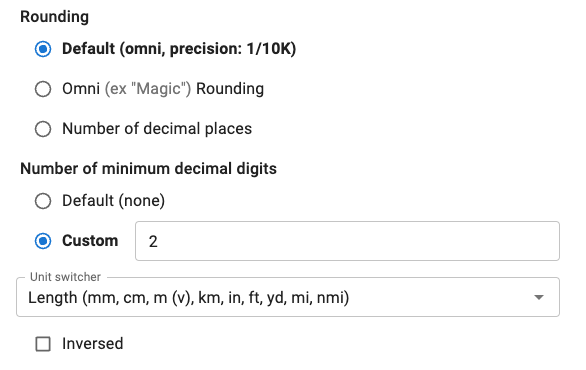 Rounding
Default (omni, precision: 1/10K)
Omni (ex "Magic") Rounding
Number of decimal places
Number of minimum decimal digits
Default (none)
Custom 2
Unit switcher
Length (mm, cm, m (v), km, in, ft, yd, mi, nmi)
Inversed